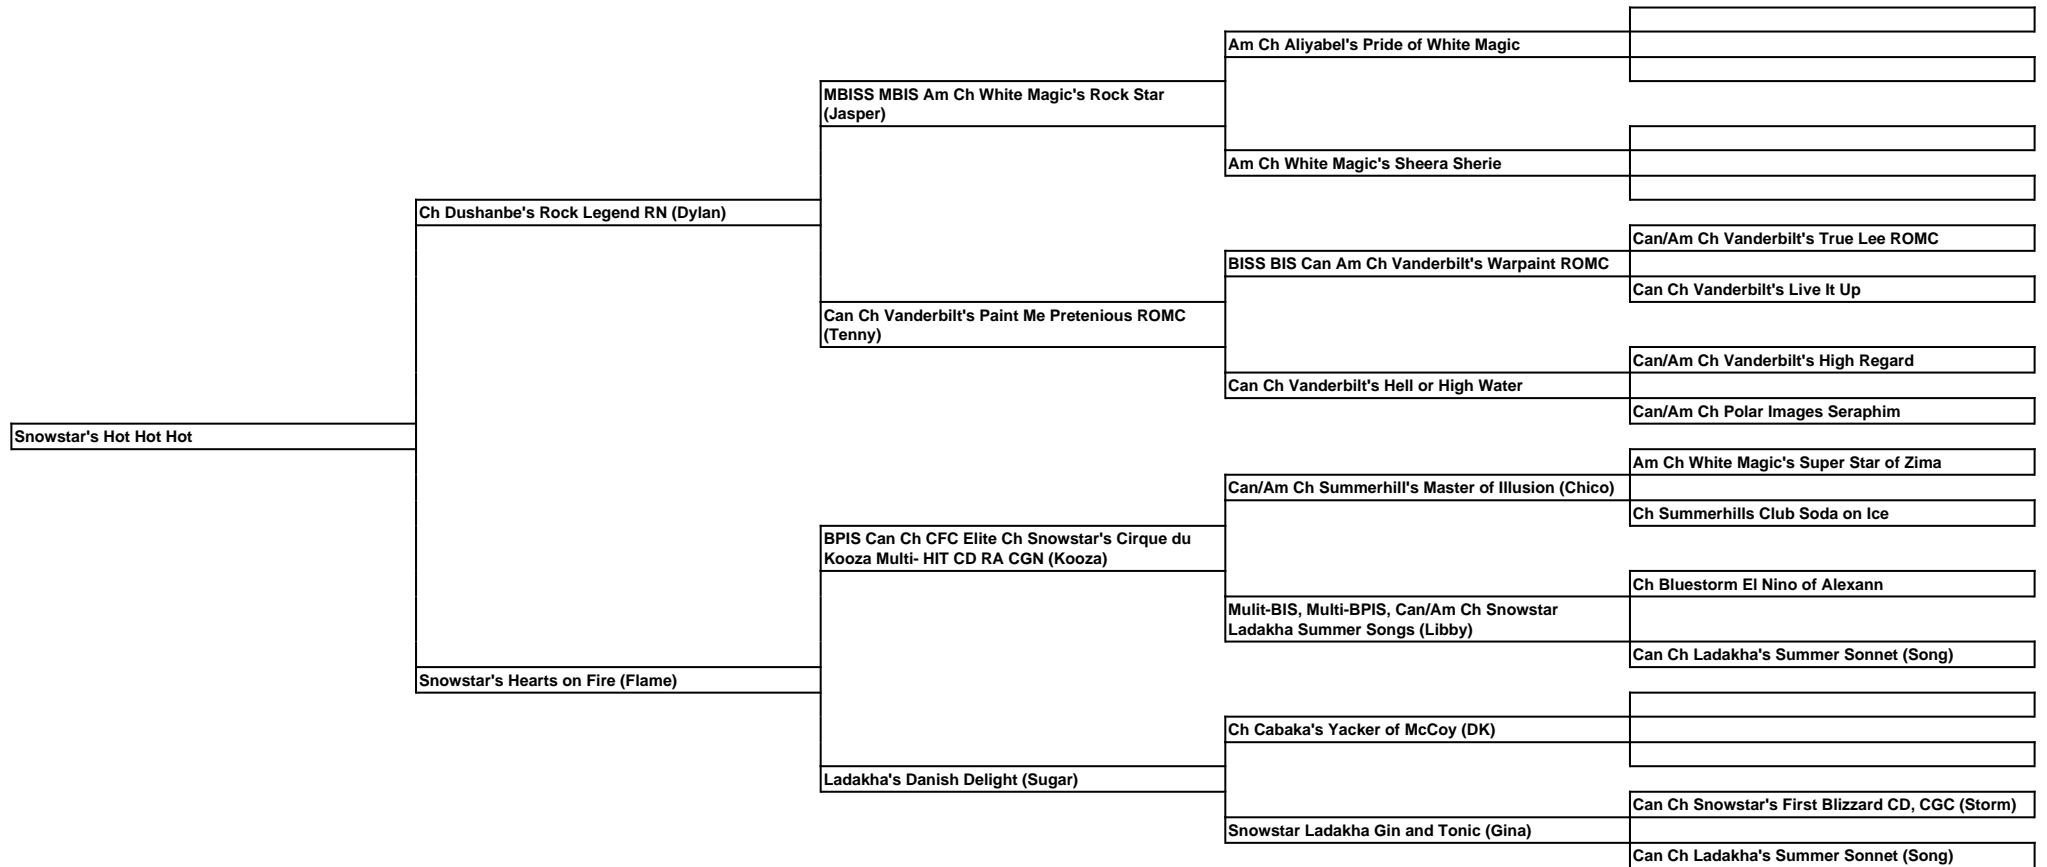 Am Ch Aliyabel's Pride of White Magic
MBISS MBIS Am Ch White Magic's Rock Star
(Jasper)
Am Ch White Magic's Sheera Sherie
Ch Dushanbe's Rock Legend RN (Dylan)
Can/Am Ch Vanderbilt's True Lee ROMC
BISS BIS Can Am Ch Vanderbilt's Warpaint ROMC
Can Ch Vanderbilt's Live It Up
Can Ch Vanderbilt's Paint Me Pretenious ROMC
(Tenny)
Can/Am Ch Vanderbilt's High Regard
Can Ch Vanderbilt's Hell or High Water
Can/Am Ch Polar Images Seraphim
Snowstar's Hot Hot Hot
Am Ch White Magic's Super Star of Zima
Can/Am Ch Summerhill's Master of Illusion (Chico)
Ch Summerhills Club Soda on Ice
BPIS Can Ch CFC Elite Ch Snowstar's Cirque du
Kooza Multi- HIT CD RA CGN (Kooza)
Ch Bluestorm El Nino of Alexann
Mulit-BIS, Multi-BPIS, Can/Am Ch Snowstar
Ladakha Summer Songs (Libby)
Can Ch Ladakha's Summer Sonnet (Song)
Snowstar's Hearts on Fire (Flame)
Ch Cabaka's Yacker of McCoy (DK)
Ladakha's Danish Delight (Sugar)
Can Ch Snowstar's First Blizzard CD, CGC (Storm)
Snowstar Ladakha Gin and Tonic (Gina)
Can Ch Ladakha's Summer Sonnet (Song)